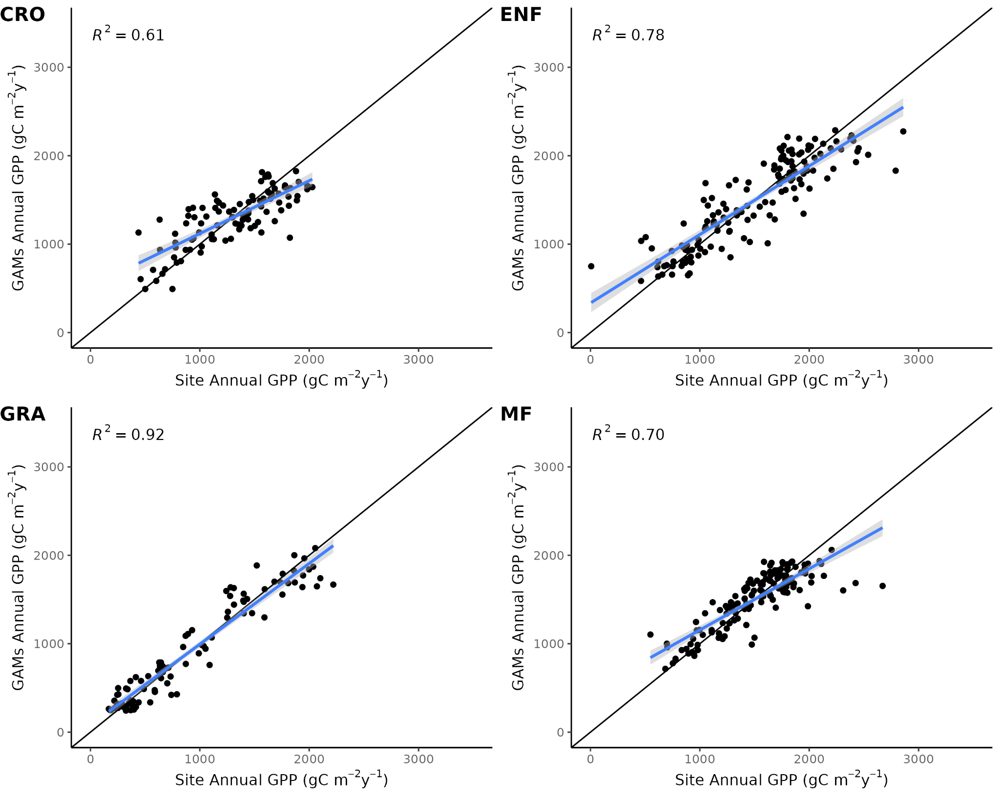 CRO
R² = 0.61
3000
2000
1000
0
GAMs Annual GPP (gC m⁻²y⁻¹)
0 1000 2000 3000
Site Annual GPP (gC m⁻²y⁻¹)
ENF
R² = 0.78
3000
2000
1000
0
GAMs Annual GPP (gC m⁻²y⁻¹)
0 1000 2000 3000
Site Annual GPP (gC m⁻²y⁻¹)
GRA
R² = 0.92
3000
2000
1000
0
GAMs Annual GPP (gC m⁻²y⁻¹)
0 1000 2000 3000
Site Annual GPP (gC m⁻²y⁻¹)
MF
R² = 0.70
3000
2000
1000
0
GAMs Annual GPP (gC m⁻²y⁻¹)
0 1000 2000 3000
Site Annual GPP (gC m⁻²y⁻¹)